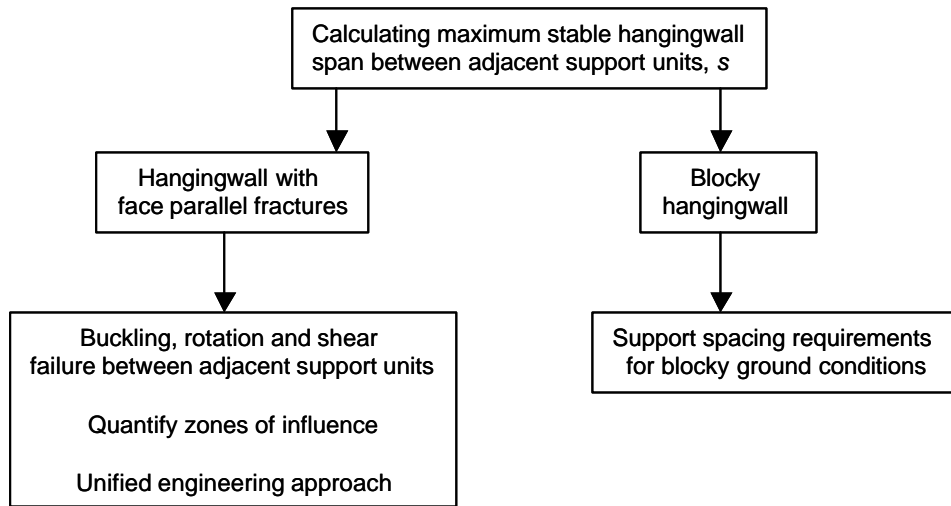 Calculating maximum stable hangingwall
span between adjacent support units, s
Hangingwall with
face parallel fractures
Blocky
hangingwall
Buckling, rotation and shear
failure between adjacent support units
Quantify zones of influence
Unified engineering approach
Support spacing requirements
for blocky ground conditions